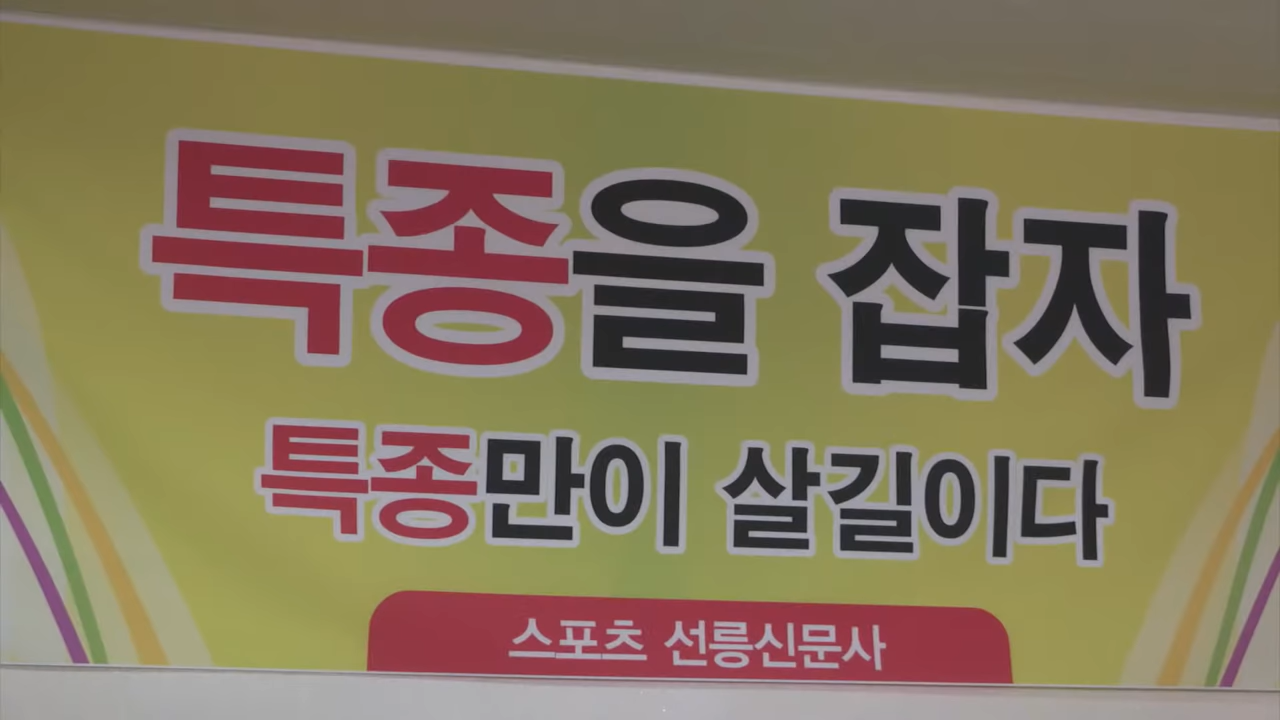 특종을 잡자
특종만이 살길이다
스포츠 선릉신문사